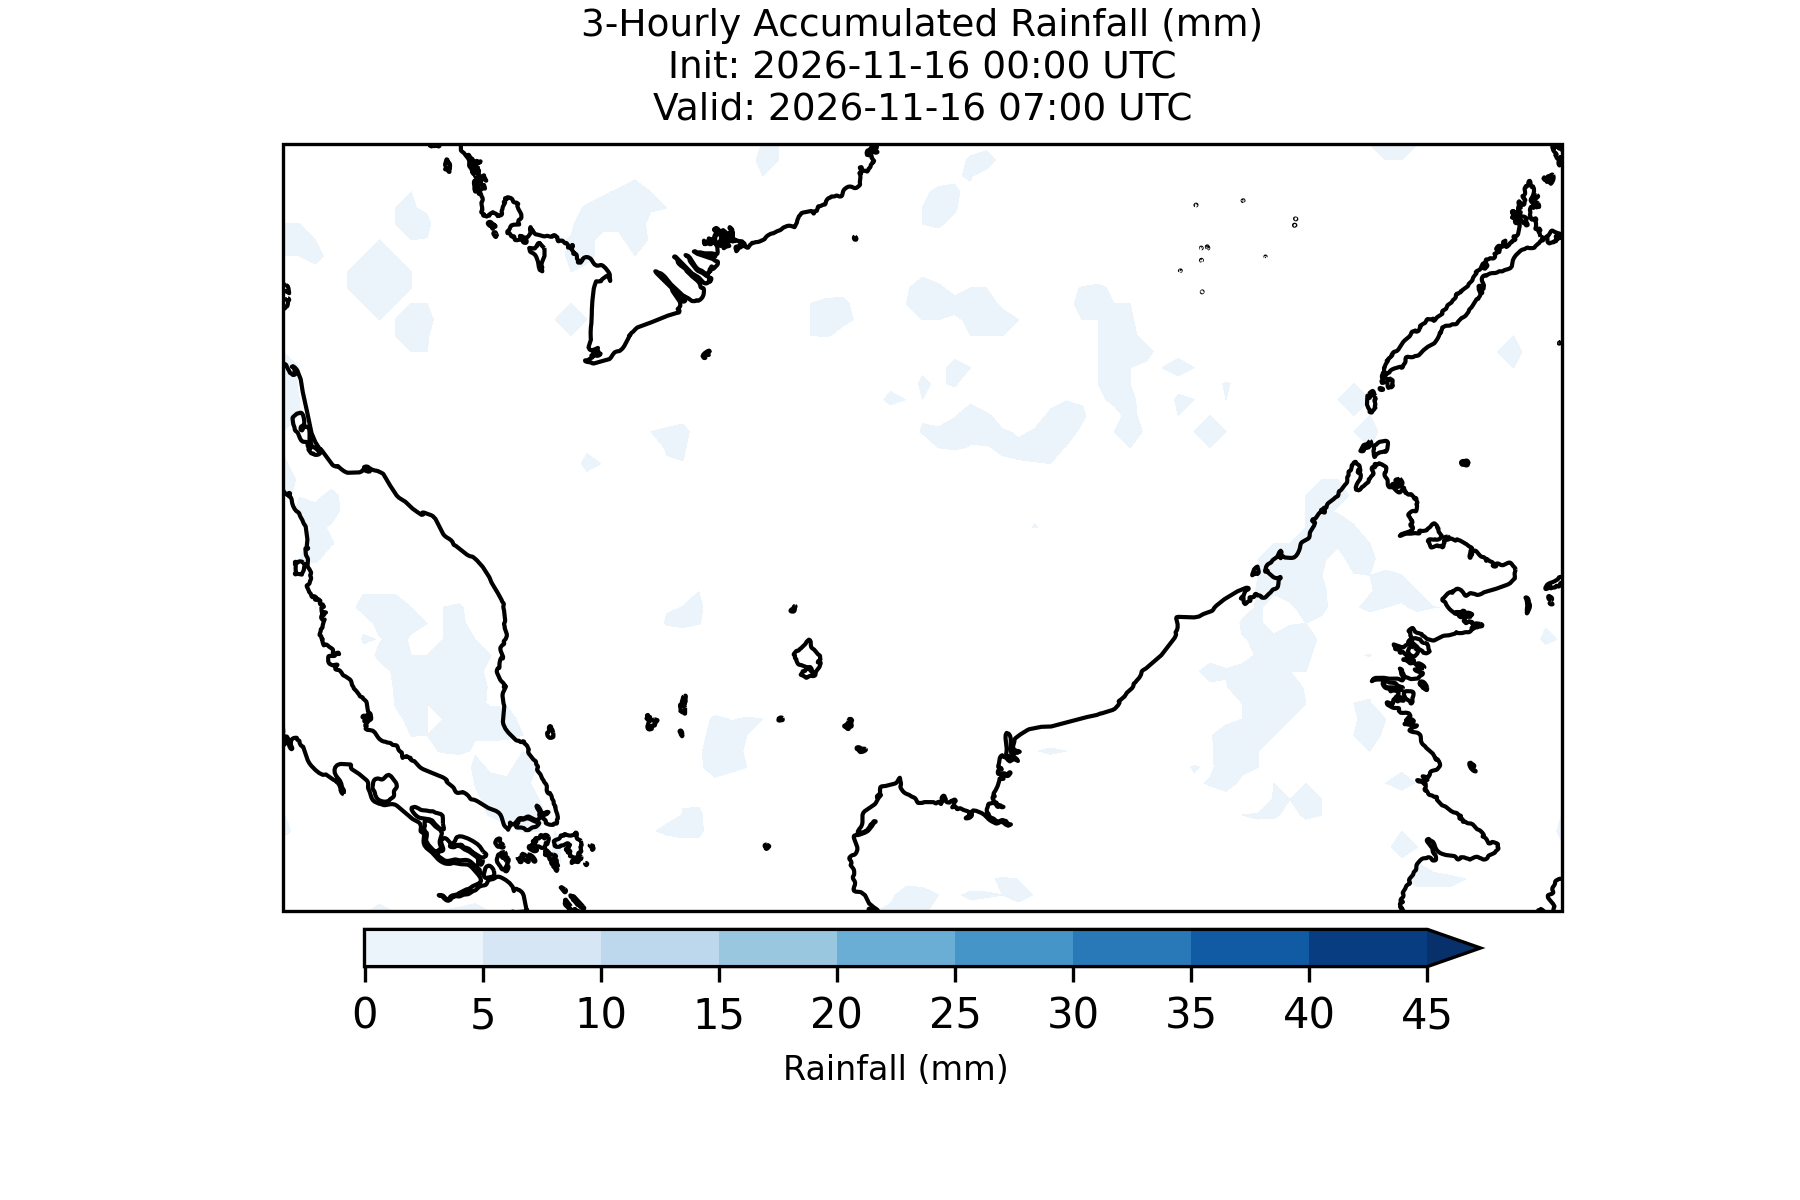 3-Hourly Accumulated Rainfall (mm)
Init: 2026-11-16 00:00 UTC
Valid: 2026-11-16 07:00 UTC
0 5 10 15 20 25 30 35 40 45
Rainfall (mm)